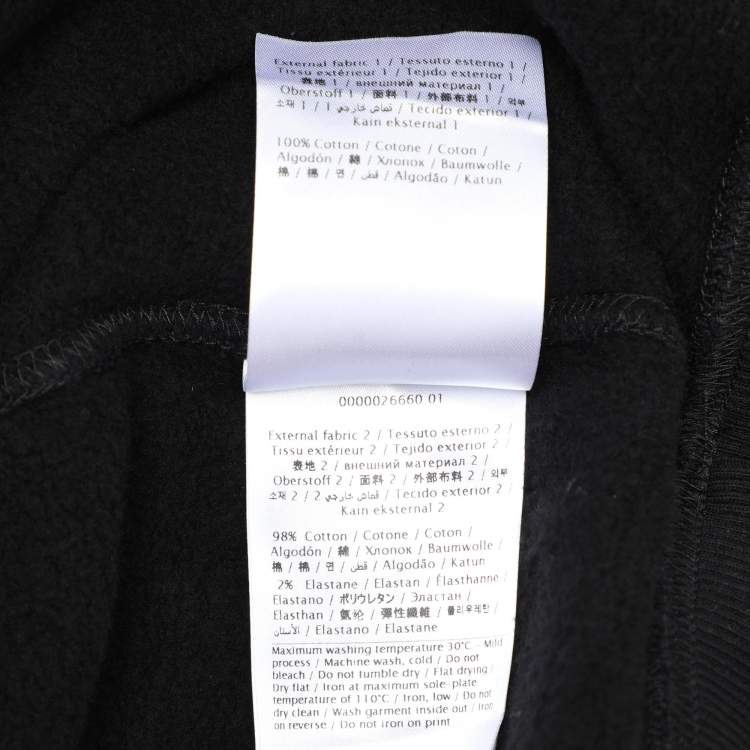 External fabric 1 / Tessuto esterno 1 /
Tissu extérieur 1 / Tejido exterior 1 /
表地 1 / внешний материал 1 /
Oberstoff 1 / 面料 1 / 外部布料 1 / 외부
소재 1 / 1 قماش خارجي / Tecido exterior 1 /
Kain eksternal 1
100% Cotton / Cotone / Coton /
Algodón / 綿 / Хлопок / Baumwolle /
棉 / 棉 / 면 / قطن / Algodão / Katun
0000026660 01
External fabric 2 / Tessuto esterno 2 /
Tissu extérieur 2 / Tejido exterior 2 /
表地 2 / внешний материал 2 /
Oberstoff 2 / 面料 2 / 外部布料 2 / 외부
소재 2 / 2 قماش خارجي / Tecido exterior 2 /
Kain eksternal 2
98% Cotton / Cotone / Coton /
Algodón / 綿 / Хлопок / Baumwolle /
棉 / 棉 / 면 / قطن / Algodão / Katun
2% Elastane / Elastan / Élasthanne /
Elastano / ポリウレタン / Эластан /
Elasthan / 氨纶 / 彈性纖維 / 폴리우레탄 /
الأستان / Elastano / Elastane
Maximum washing temperature 30°C - Mild
process / Machine wash, cold / Do not
bleach / Do not tumble dry / Flat drying /
Dry flat / Iron at maximum sole-plate
temperature of 110°C / Iron, low / Do not
dry clean / Wash garment inside out / Iron
on reverse / Do not iron on print